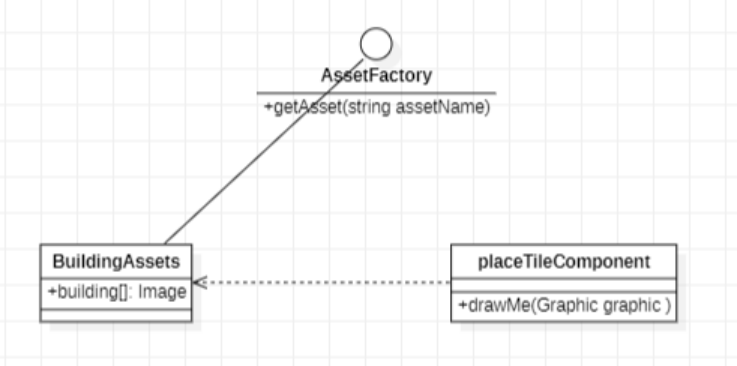 AssetFactory
+getAsset(string assetName)
BuildingAssets
+building[]: Image
placeTileComponent
+drawMe(Graphic graphic )